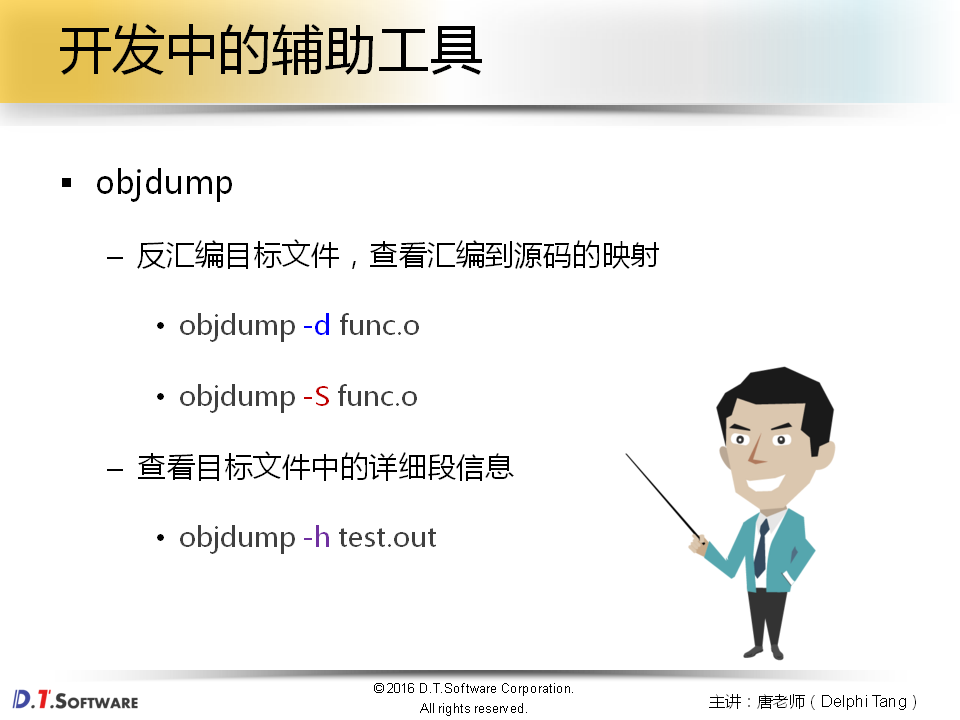 开发中的辅助工具
▪ objdump
– 反汇编目标文件，查看汇编到源码的映射
• objdump -d func.o
• objdump -S func.o
– 查看目标文件中的详细段信息
• objdump -h test.out
D.T.SOFTWARE
©2016 D.T.Software Corporation.
All rights reserved.
主讲：唐老师（Delphi Tang）